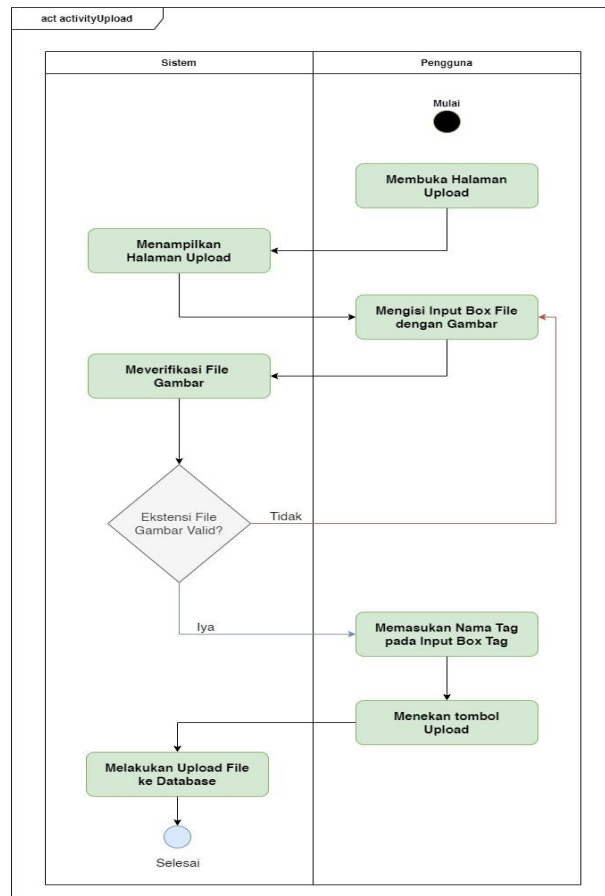 act activityUpload
Sistem
Pengguna
Mulai
Membuka Halaman
Upload
Menampilkan
Halaman Upload
Mengisi Input Box File
dengan Gambar
Meverifikasi File
Gambar
Ekstensi File
Gambar Valid?
Tidak
Iya
Memasukan Nama Tag
pada Input Box Tag
Menekan tombol
Upload
Melakukan Upload File
ke Database
Selesai